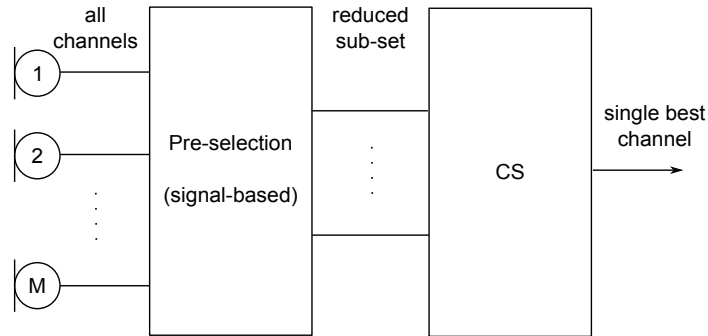 all
channels
reduced
sub-set
1
2
M
Pre-selection
(signal-based)
CS
single best
channel